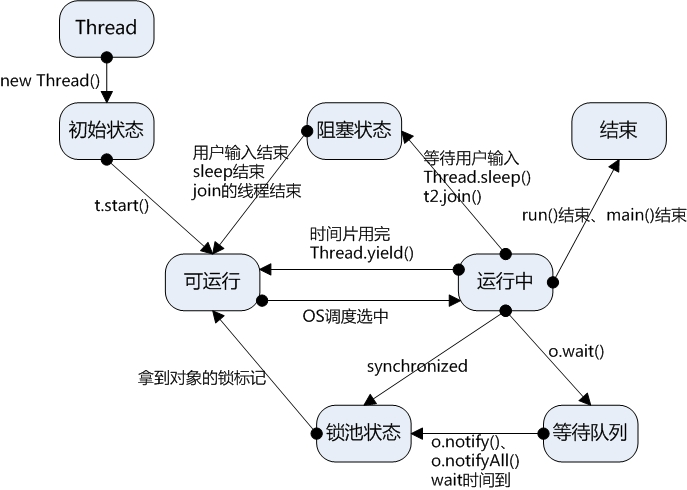 Thread
new Thread()
初始状态
阻塞状态
结束
用户输入结束
sleep结束
join的线程结束
等待用户输入
Thread.sleep()
t2.join()
t.start()
run()结束、main()结束
时间片用完
Thread.yield()
可运行
运行中
OS调度选中
synchronized
o.wait()
拿到对象的锁标记
锁池状态
等待队列
o.notify()、
o.notifyAll()
wait时间到